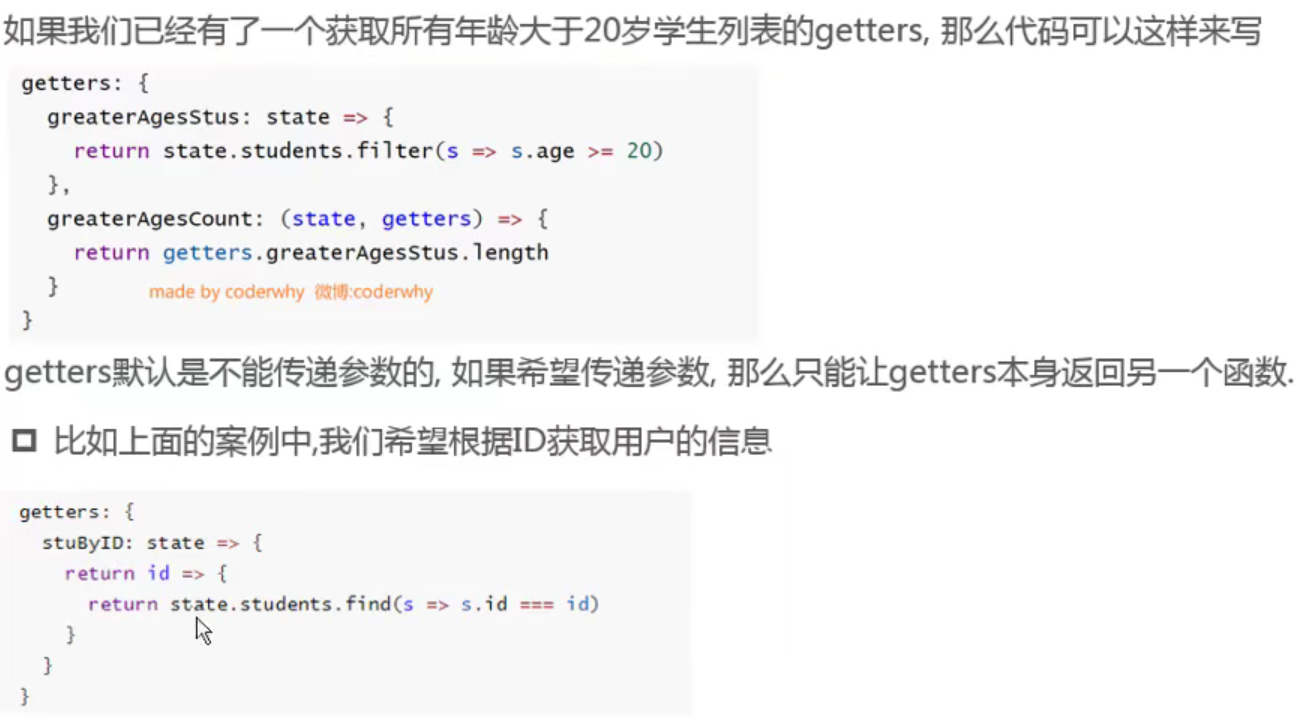 如果我们已经有了一个获取所有年龄大于20岁学生列表的getters, 那么代码可以这样来写
getters: {
  greaterAgesStus: state => {
    return state.students.filter(s => s.age >= 20)
  },
  greaterAgesCount: (state, getters) => {
    return getters.greaterAgesStus.length
  }
made by coderwhy 微博:coderwhy
}
getters默认是不能传递参数的, 如果希望传递参数, 那么只能让getters本身返回另一个函数.
比如上面的案例中,我们希望根据ID获取用户的信息
getters: {
  stuByID: state => {
    return id => {
      return state.students.find(s => s.id === id)
    }
  }
}